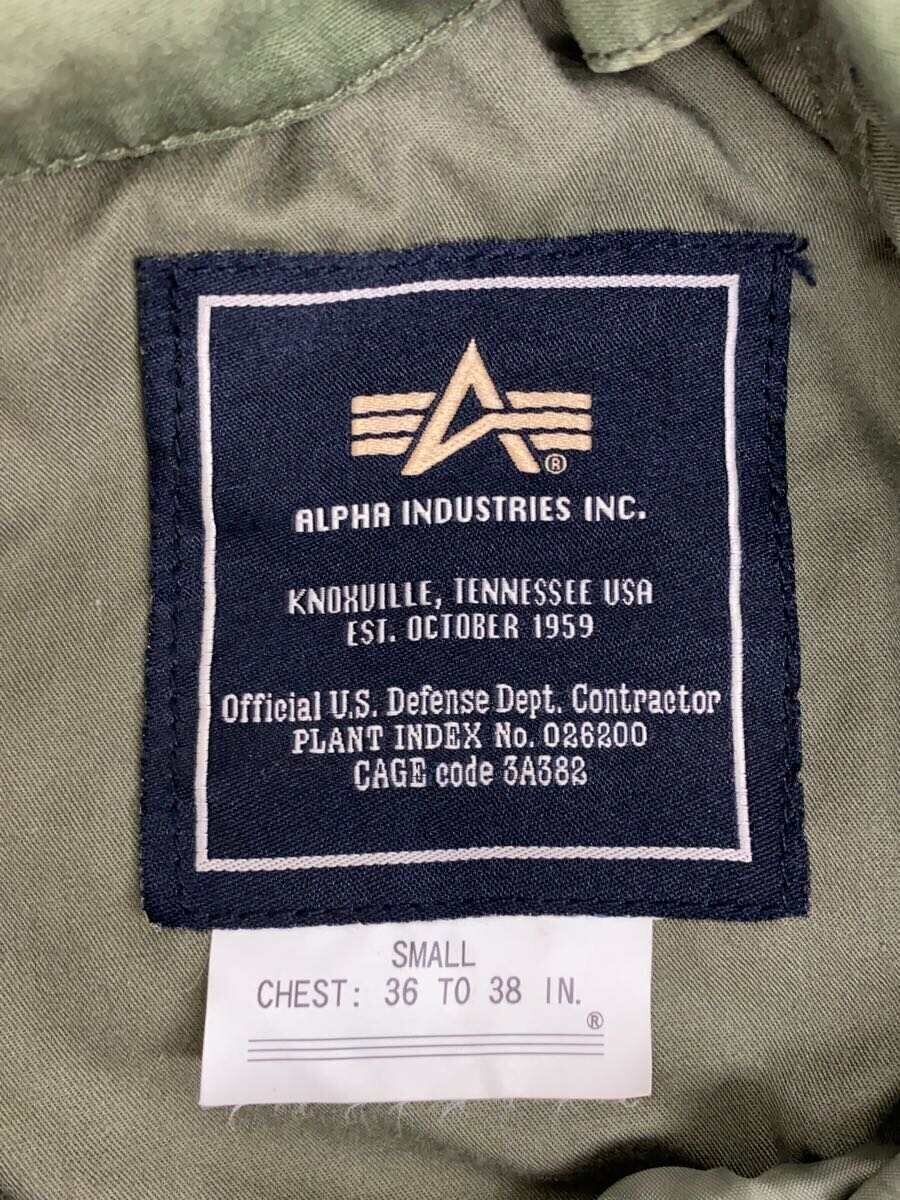 ®
ALPHA INDUSTRIES INC.
KNOXVILLE, TENNESSEE USA
EST. OCTOBER 1959
Official U.S. Defense Dept. Contractor
PLANT INDEX No. 026200
CAGE code 3A382
SMALL
CHEST: 36 TO 38 IN.
®